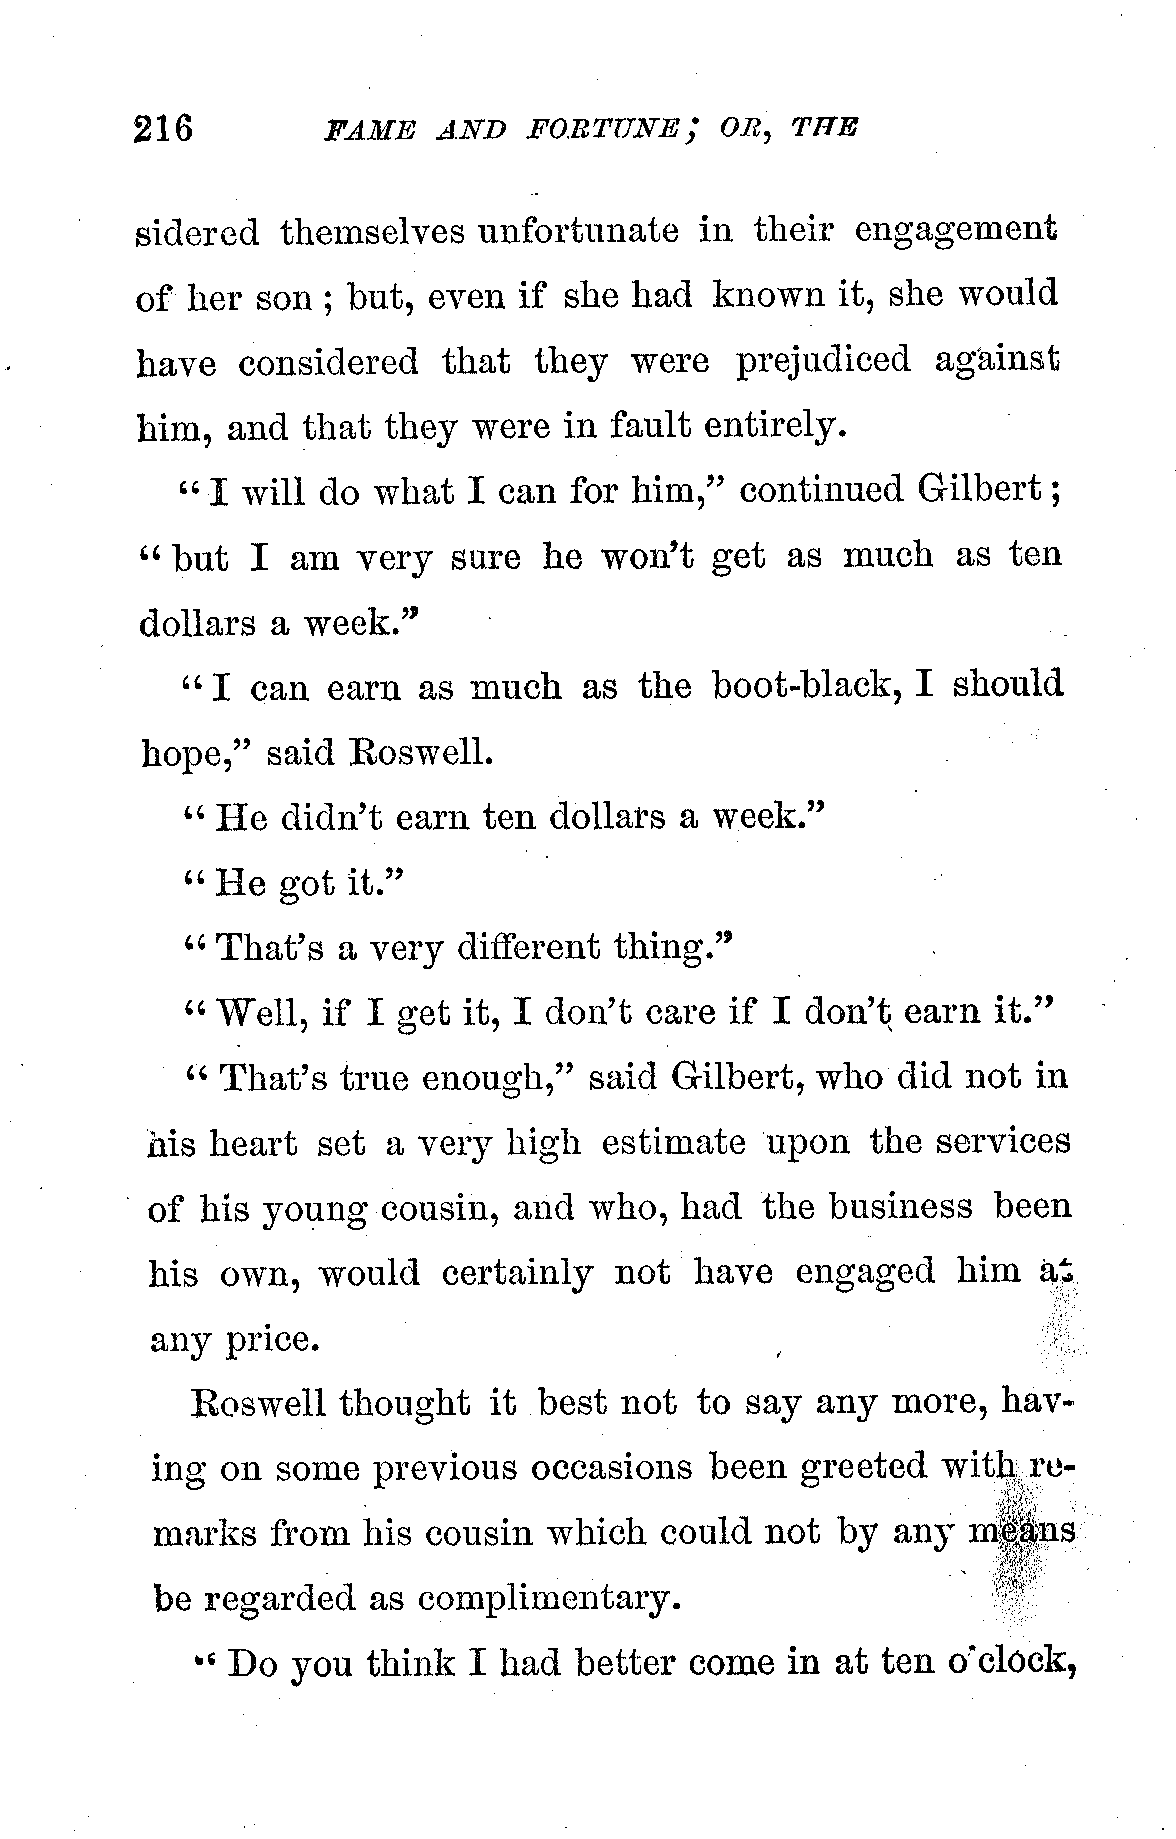 216 FAME AND FORTUNE; OR, THE
sidered themselves unfortunate in their engagement
of her son; but, even if she had known it, she would
have considered that they were prejudiced against
him, and that they were in fault entirely.
"I will do what I can for him," continued Gilbert;
"but I am very sure he won't get as much as ten
dollars a week."
"I can earn as much as the boot-black, I should
hope," said Roswell.
"He didn't earn ten dollars a week."
"He got it."
"That's a very different thing."
"Well, if I get it, I don't care if I don't earn it."
"That's true enough," said Gilbert, who did not in
his heart set a very high estimate upon the services
of his young cousin, and who, had the business been
his own, would certainly not have engaged him at
any price.
Roswell thought it best not to say any more, hav-
ing on some previous occasions been greeted with re-
marks from his cousin which could not by any means
be regarded as complimentary.
"Do you think I had better come in at ten o'clock,